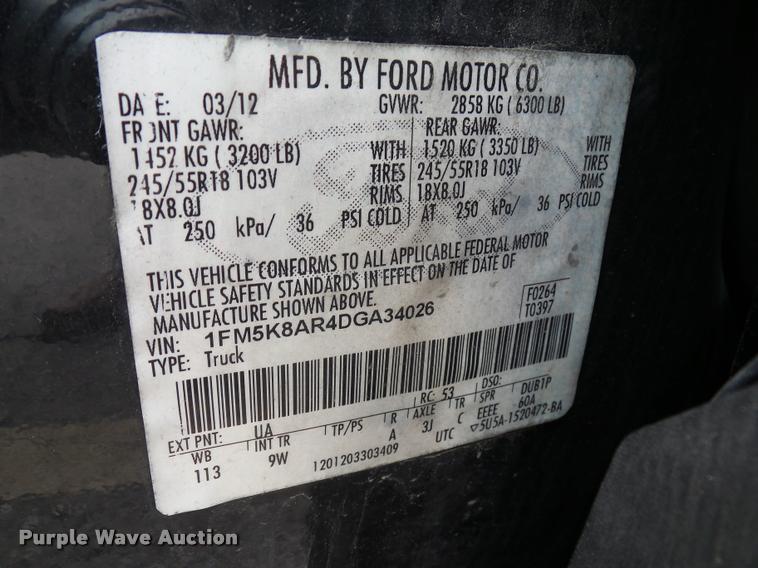 MFD. BY FORD MOTOR CO.
DATE: 03/12 GVWR: 2858 KG ( 6300 LB)
FRONT GAWR: REAR GAWR:
1452 KG ( 3200 LB) WITH 1520 KG ( 3350 LB) WITH
245/55R18 103V TIRES 245/55R18 103V TIRES
18X8.0J RIMS 18X8.0J RIMS
AT 250 kPa/ 36 PSI COLD AT 250 kPa/ 36 PSI COLD
THIS VEHICLE CONFORMS TO ALL APPLICABLE FEDERAL MOTOR
VEHICLE SAFETY STANDARDS IN EFFECT ON THE DATE OF
MANUFACTURE SHOWN ABOVE.
VIN: 1FM5K8AR4DGA34026
TYPE: Truck
F0264
T0397
EXT PNT: UA RC: 53 DSO:
WB INT TR TP/PS R AXLE TR SPR DUB1P
113 9W A 3J C EEEE 60A
1201203303409 UTC ▽5U5A-1520472-BA
Purple Wave Auction